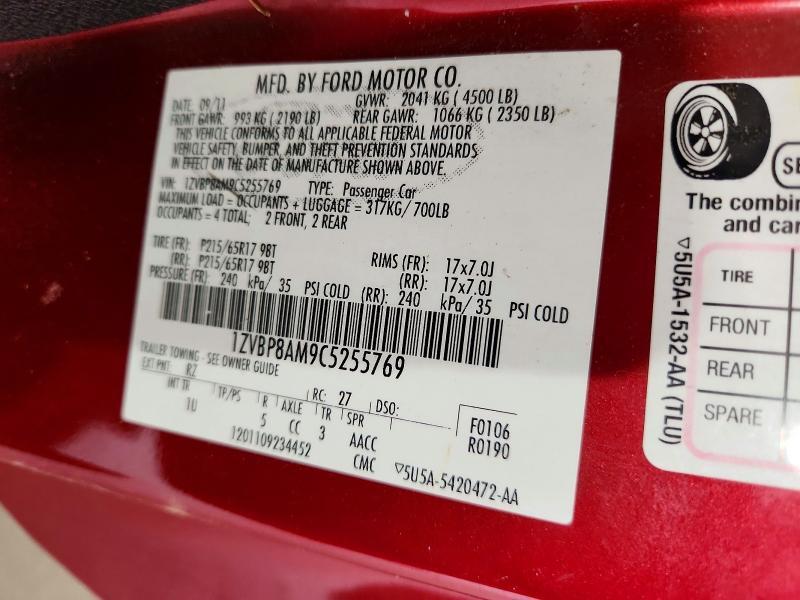 MFD. BY FORD MOTOR CO.
DATE: 09/11 GVWR: 2041 KG ( 4500 LB)
FRONT GAWR: 993 KG ( 2190 LB) REAR GAWR: 1066 KG ( 2350 LB)
THIS VEHICLE CONFORMS TO ALL APPLICABLE FEDERAL MOTOR
VEHICLE SAFETY, BUMPER, AND THEFT PREVENTION STANDARDS
IN EFFECT ON THE DATE OF MANUFACTURE SHOWN ABOVE.
VIN: 1ZVBP8AM9C5255769 TYPE: Passenger Car
MAXIMUM LOAD = OCCUPANTS + LUGGAGE = 317KG/ 700LB
OCCUPANTS = 4 TOTAL; 2 FRONT, 2 REAR
TIRE (FR): P215/65R17 98T RIMS (FR): 17x7.0J
(RR): P215/65R17 98T (RR): 17x7.0J
PRESSURE (FR): 240 kPa/ 35 PSI COLD (RR): 240 kPa/ 35 PSI COLD
1ZVBP8AM9C5255769
TRAILER TOWING - SEE OWNER GUIDE
EXT PNT: RZ RC: 27 DSO:
INT TR TP/PS R AXLE TR SPR F0106
1U 5 CC 3 AACC R0190
1201109234452 CMC ▽5U5A-5420472-AA
SE
The combin
and car
TIRE
FRONT
REAR
SPARE
▽5U5A-1532-AA (TLU)